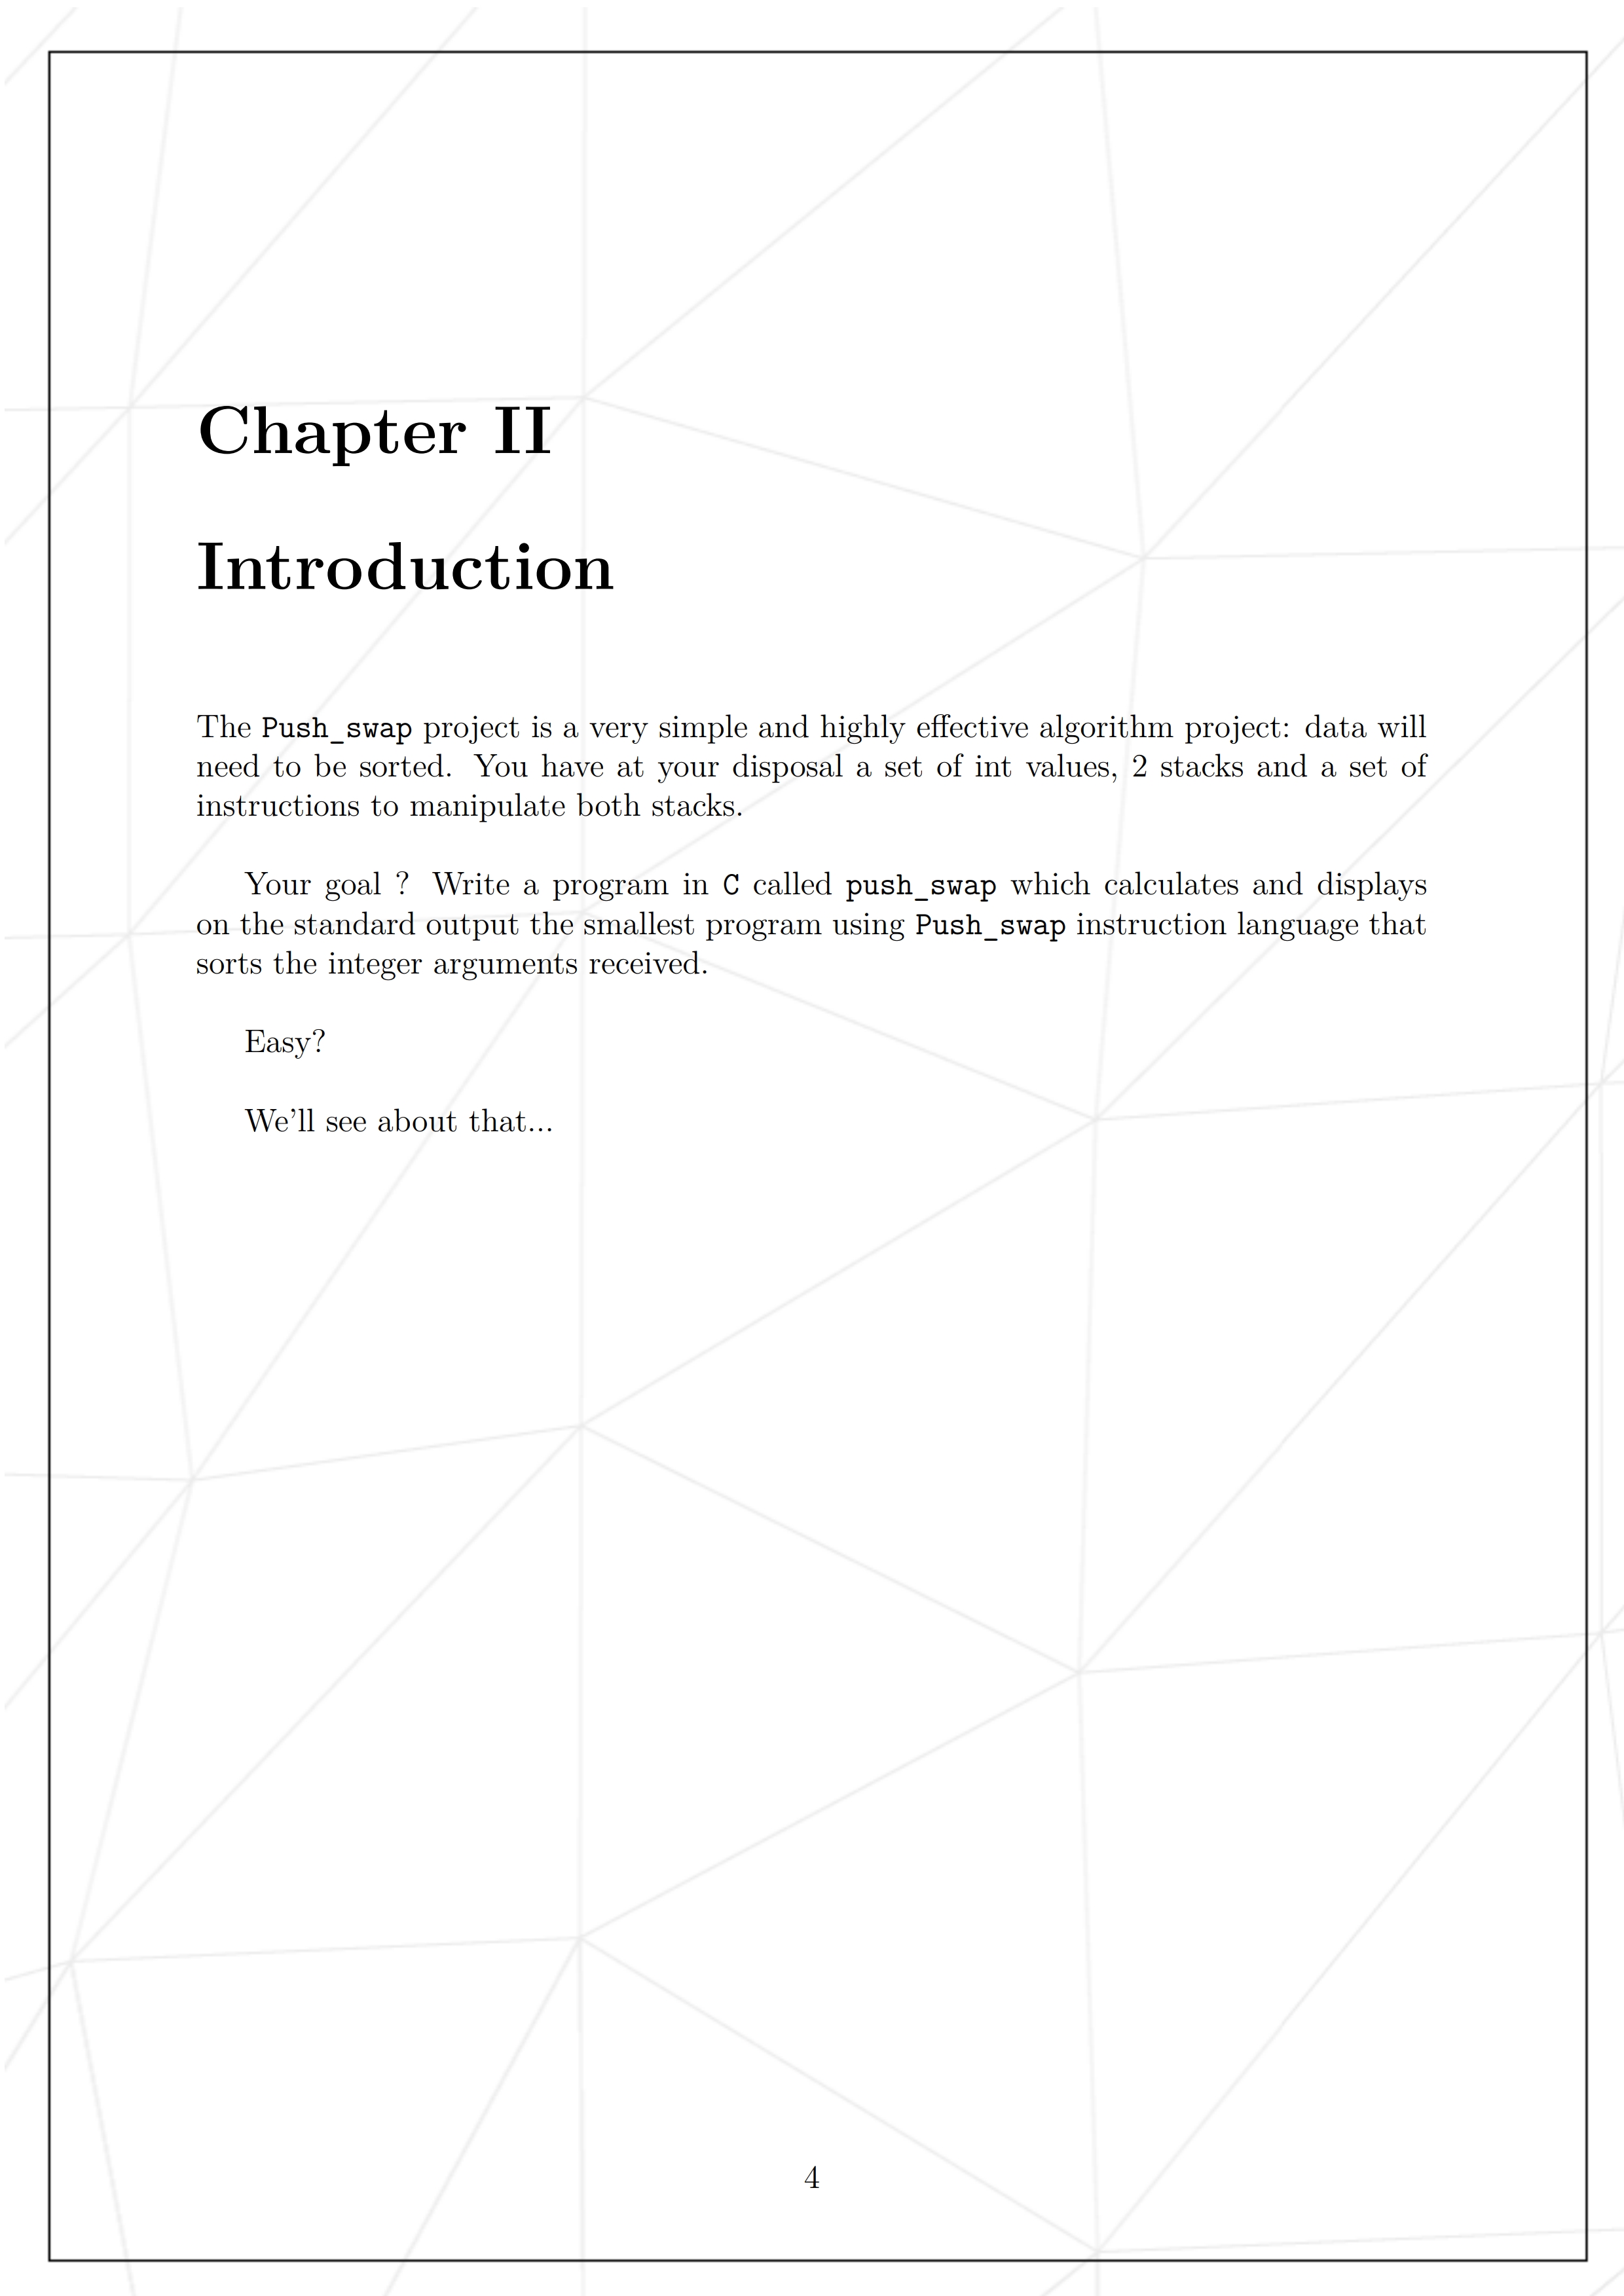 Chapter II
Introduction
The Push_swap project is a very simple and highly effective algorithm project: data will
need to be sorted. You have at your disposal a set of int values, 2 stacks and a set of
instructions to manipulate both stacks.
Your goal ? Write a program in C called push_swap which calculates and displays
on the standard output the smallest program using Push_swap instruction language that
sorts the integer arguments received.
Easy?
We'll see about that...
4